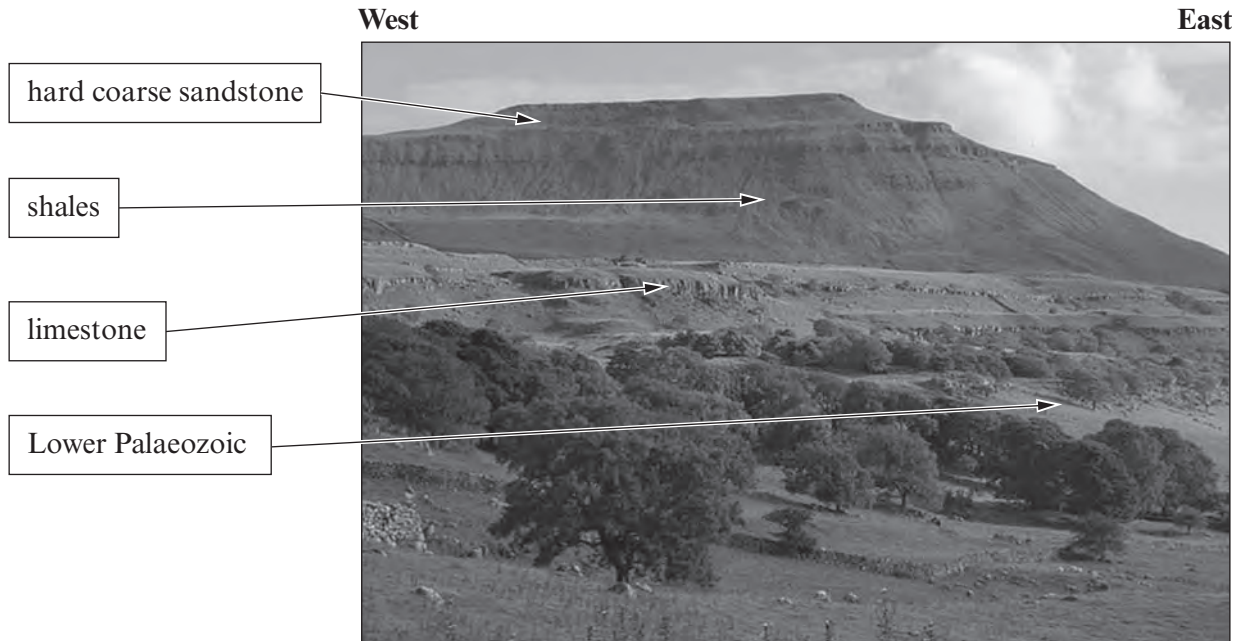 West East
hard coarse sandstone
shales
limestone
Lower Palaeozoic